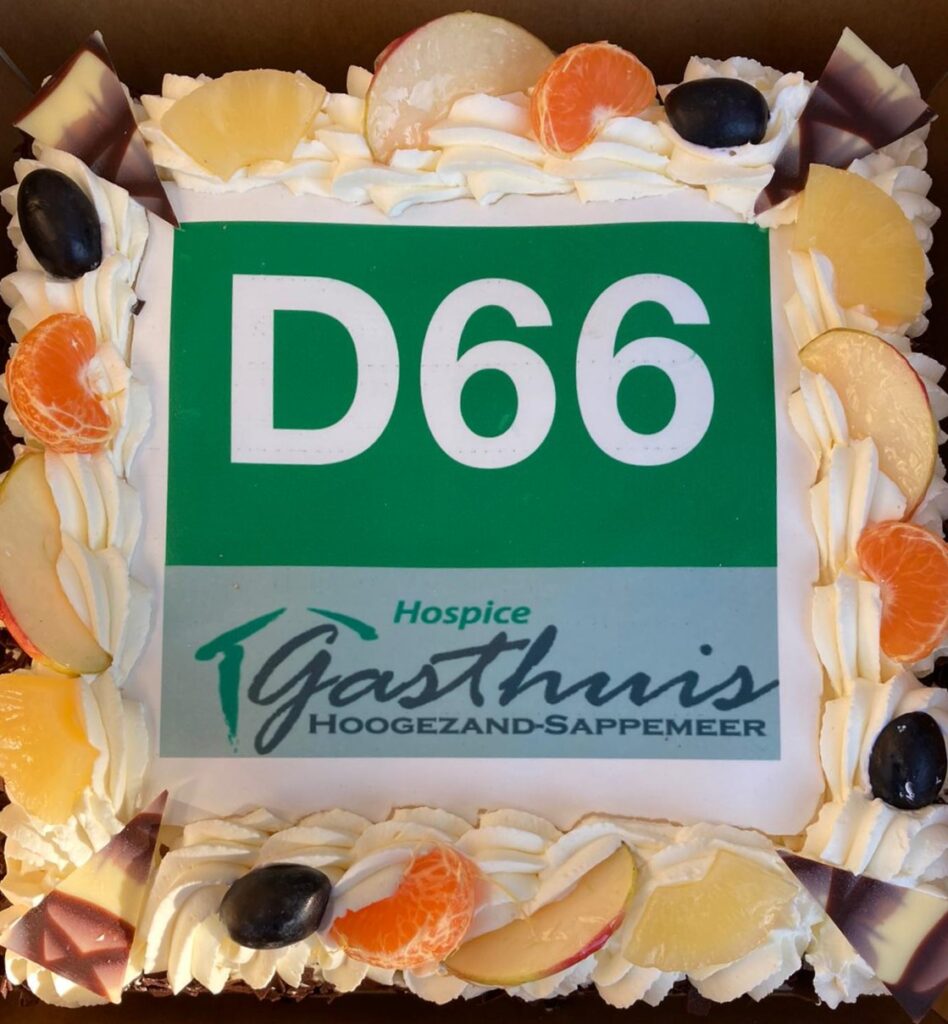 D66
Hospice
Gasthuis
HOOGEZAND-SAPPEMEER